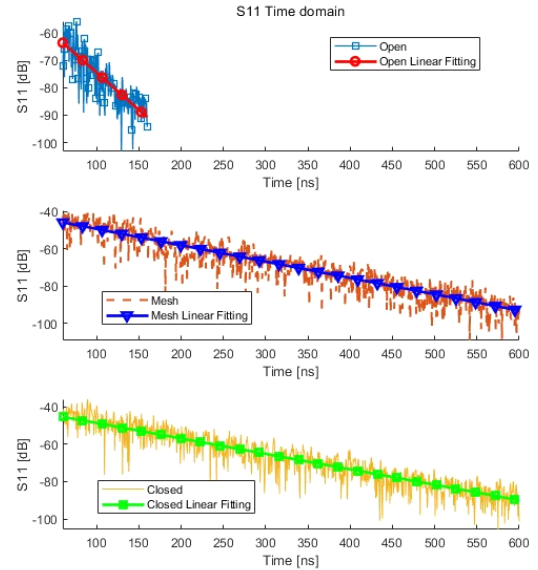 S11 Time domain
-60
-70
-80
-90
-100
S11 [dB]
Open
Open Linear Fitting
100 150 200 250 300 350 400 450 500 550 600
Time [ns]
-40
-60
-80
-100
S11 [dB]
Mesh
Mesh Linear Fitting
100 150 200 250 300 350 400 450 500 550 600
Time [ns]
-40
-60
-80
-100
S11 [dB]
Closed
Closed Linear Fitting
100 150 200 250 300 350 400 450 500 550 600
Time [ns]